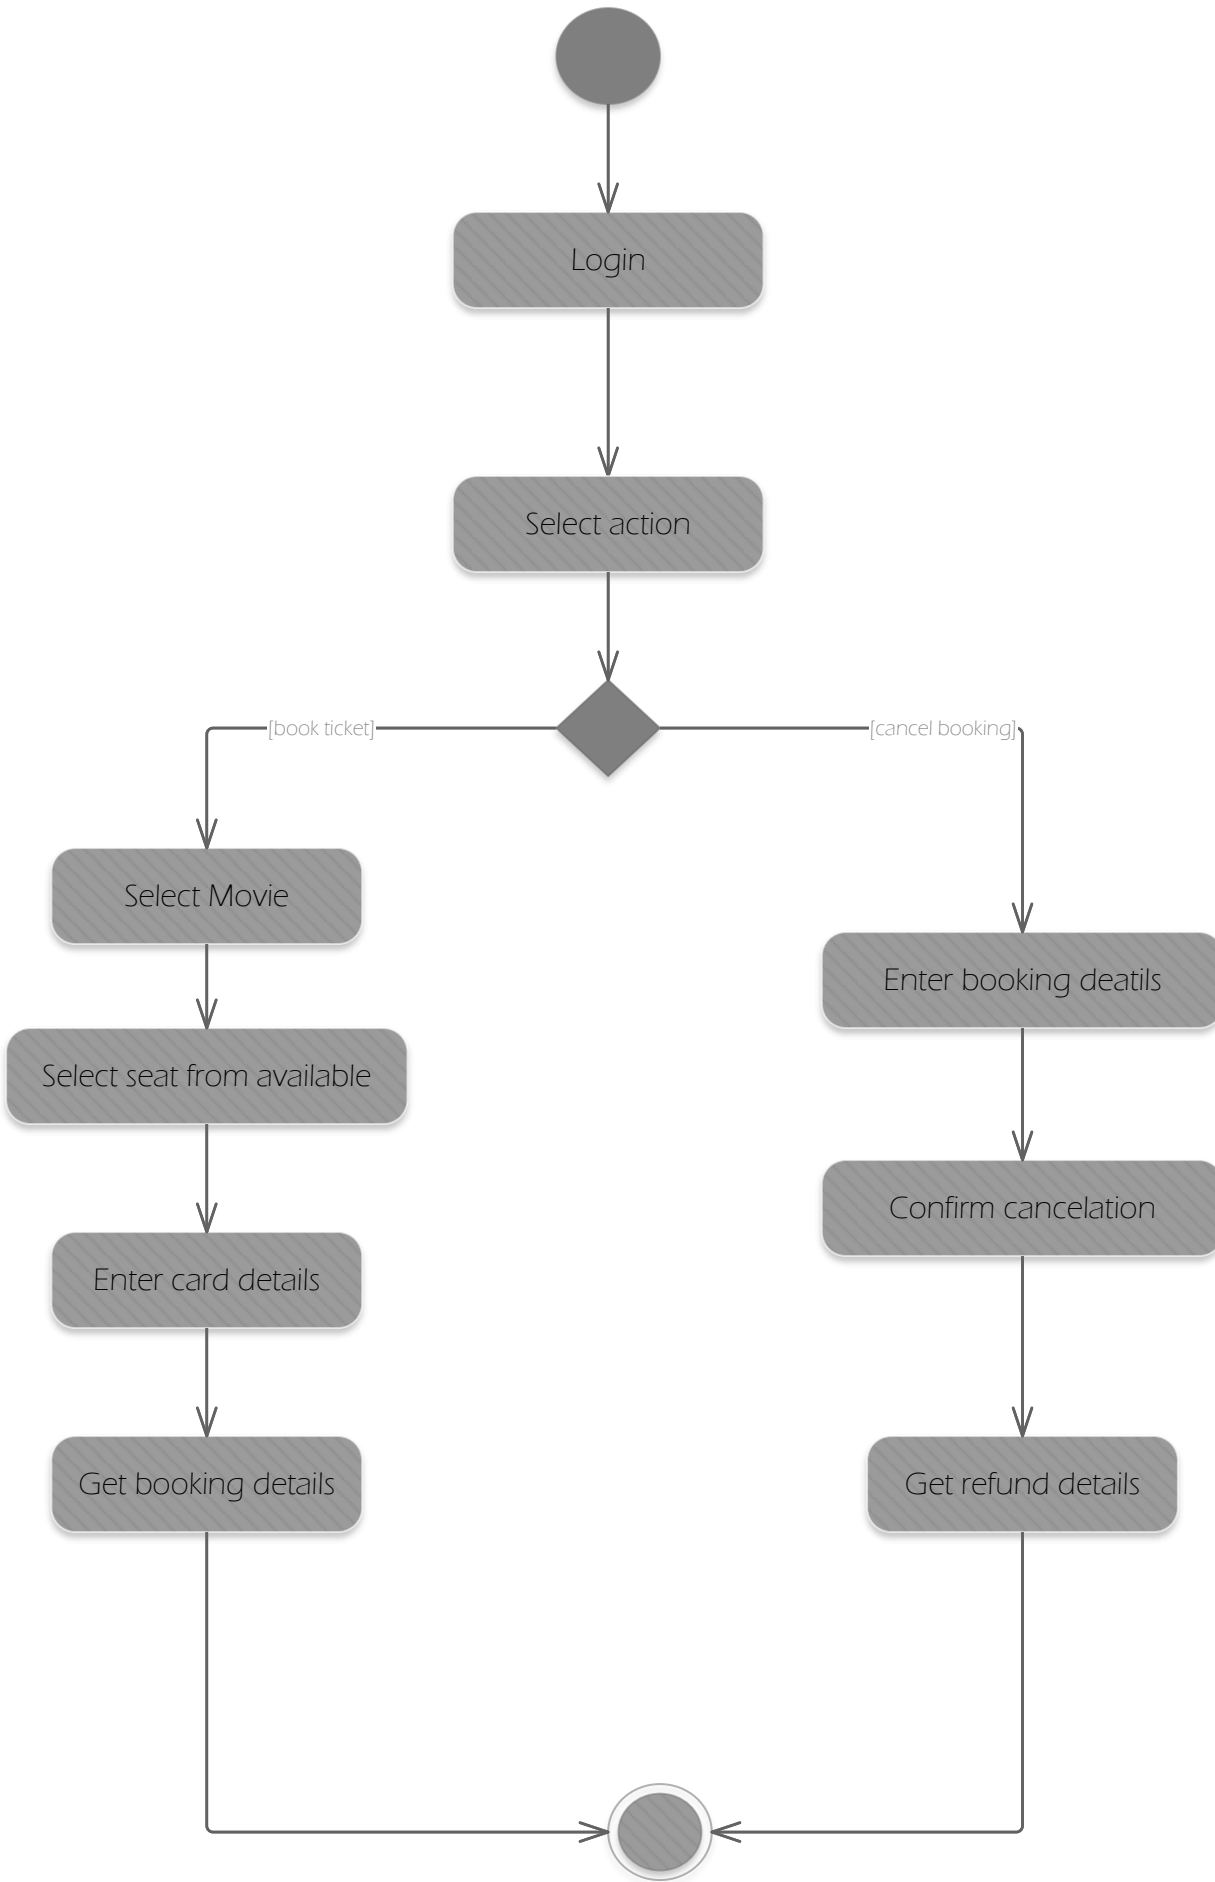 Login
Select action
[book ticket]
[cancel booking]
Select Movie
Enter booking deatils
Select seat from available
Confirm cancelation
Enter card details
Get booking details
Get refund details